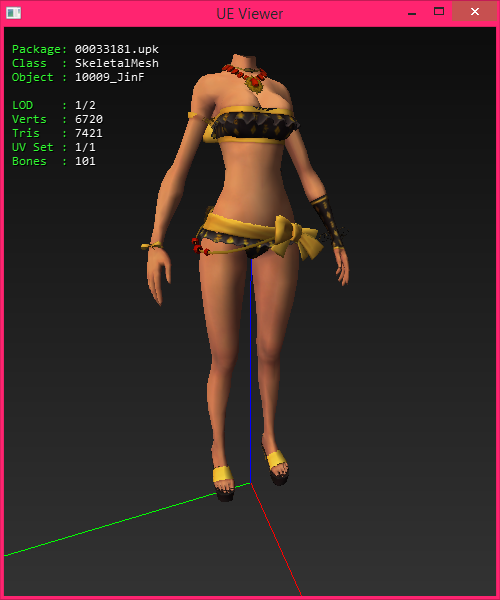 UE Viewer
Package: 00033181.upk
Class : SkeletalMesh
Object : 10009_JinF
LOD : 1/2
Verts : 6720
Tris : 7421
UV Set : 1/1
Bones : 101